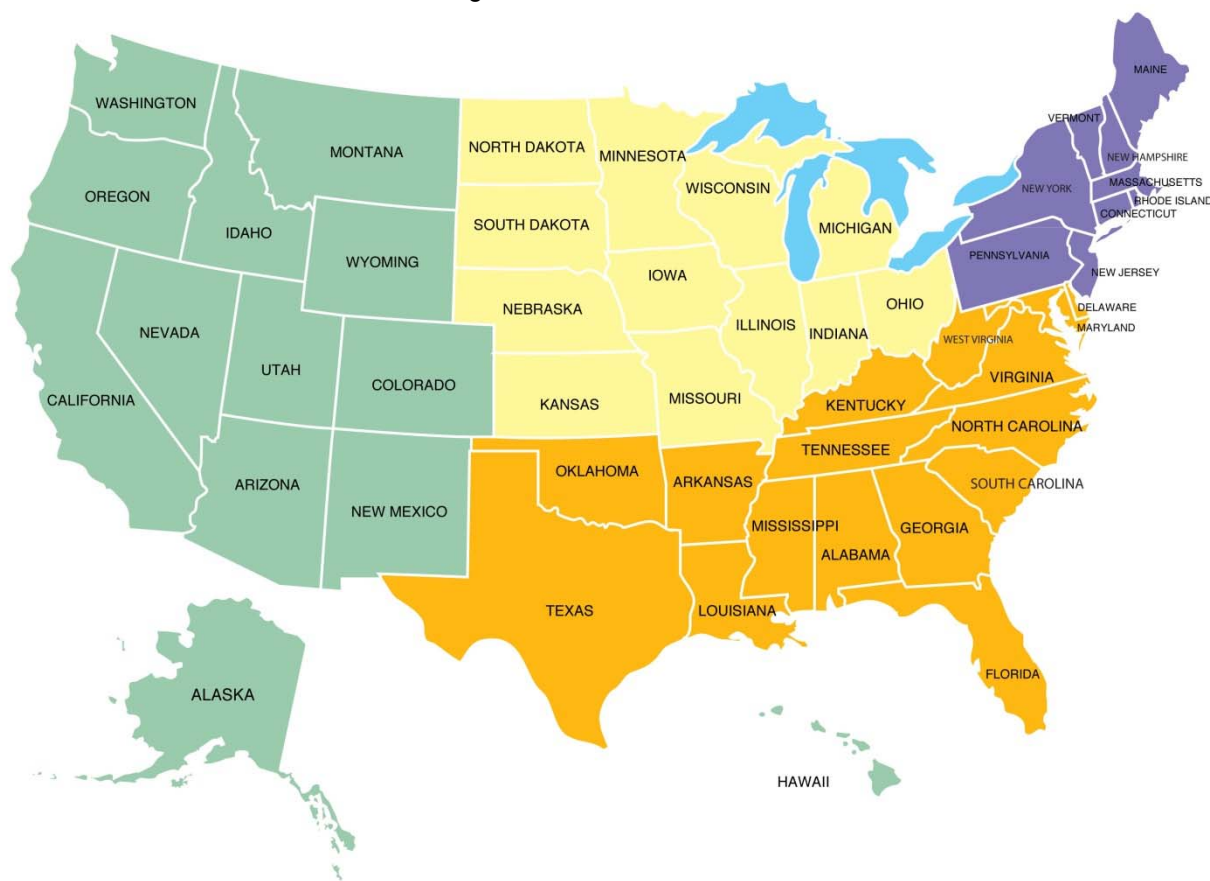 MAINE
WASHINGTON
VERMONT
MONTANA
NORTH DAKOTA
MINNESOTA
NEW HAMPSHIRE
OREGON
WISCONSIN
NEW YORK
MASSACHUSETTS
RHODE ISLAND
CONNECTICUT
IDAHO
SOUTH DAKOTA
MICHIGAN
WYOMING
PENNSYLVANIA
NEW JERSEY
IOWA
NEBRASKA
OHIO
DELAWARE
NEVADA
ILLINOIS
INDIANA
MARYLAND
WEST VIRGINIA
UTAH
COLORADO
VIRGINIA
CALIFORNIA
KANSAS
MISSOURI
KENTUCKY
NORTH CAROLINA
TENNESSEE
OKLAHOMA
ARIZONA
ARKANSAS
SOUTH CAROLINA
NEW MEXICO
MISSISSIPPI
GEORGIA
ALABAMA
TEXAS
LOUISIANA
FLORIDA
ALASKA
HAWAII